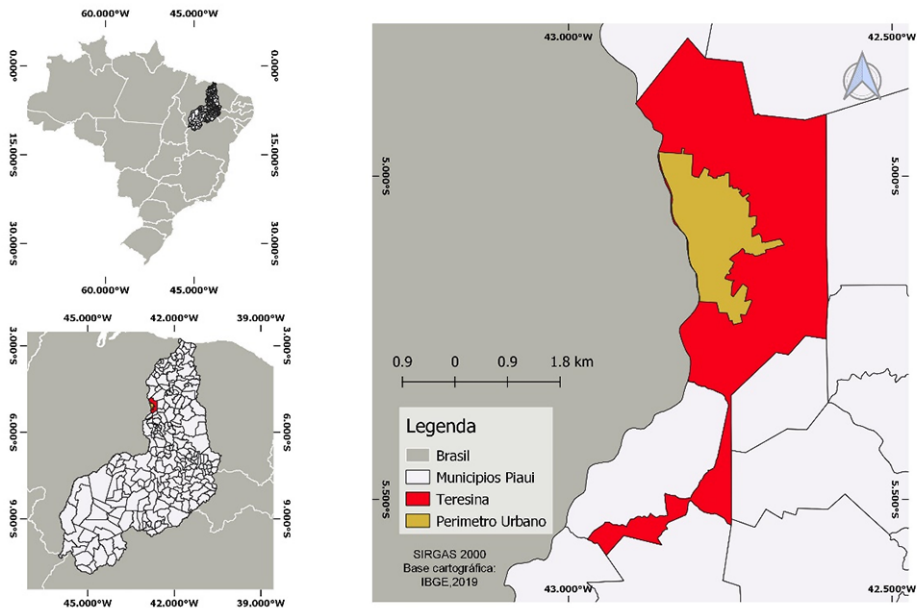 60.000°W 45.000°W
0.000°S 0.000°S
15.000°S 15.000°S
30.000°S 30.000°S
60.000°W 45.000°W
45.000°W 42.000°W 39.000°W
3.000°S 3.000°S
6.000°S 6.000°S
9.000°S 9.000°S
45.000°W 42.000°W 39.000°W
43.000°W 42.500°W
5.000°S 5.000°S
0.9 0 0.9 1.8 km
Legenda
Brasil
Municipios Piaui
Teresina
Perimetro Urbano
5.500°S 5.500°S
SIRGAS 2000
Base cartográfica:
IBGE,2019
43.000°W 42.500°W